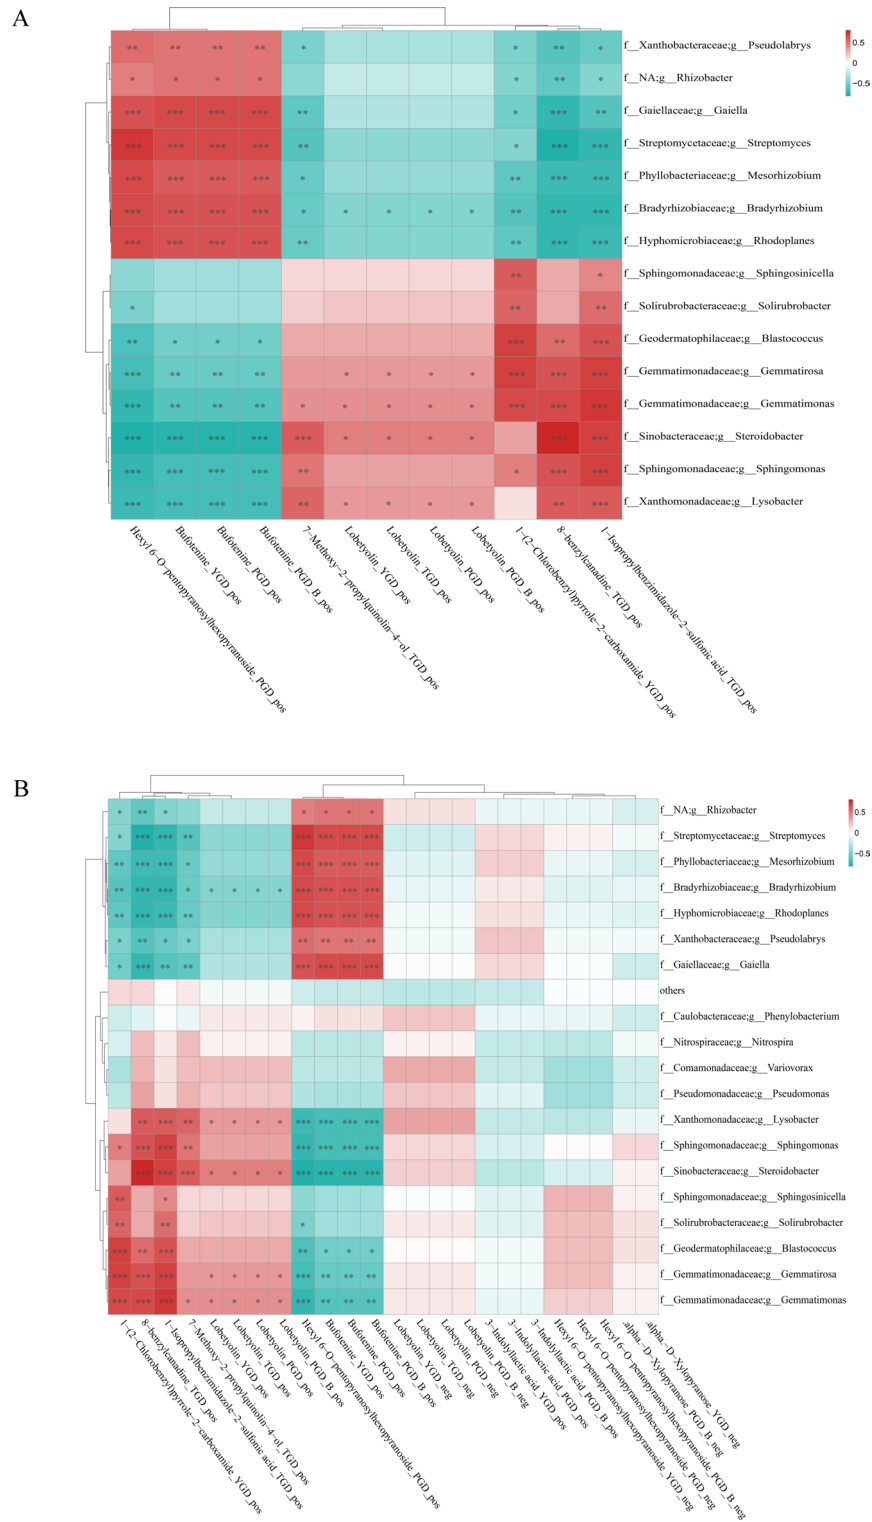 A
0.5
0
−0.5
f__Xanthobacteraceae;g__Pseudolabrys
f__NA;g__Rhizobacter
f__Gaiellaceae;g__Gaiella
f__Streptomycetaceae;g__Streptomyces
f__Phyllobacteriaceae;g__Mesorhizobium
f__Bradyrhizobiaceae;g__Bradyrhizobium
f__Hyphomicrobiaceae;g__Rhodoplanes
f__Sphingomonadaceae;g__Sphingosinicella
f__Solirubrobacteraceae;g__Solirubrobacter
f__Geodermatophilaceae;g__Blastococcus
f__Gemmatimonadaceae;g__Gemmatirosa
f__Gemmatimonadaceae;g__Gemmatimonas
f__Sinobacteraceae;g__Steroidobacter
f__Sphingomonadaceae;g__Sphingomonas
f__Xanthomonadaceae;g__Lysobacter
Hexyl 6−O−pentopyranosylhexopyranoside_PGD_pos
Bufotenine_YGD_pos
Bufotenine_PGD_pos
Bufotenine_PGD_B_pos
7−Methoxy−2−propylquinolin−4−ol_TGD_pos
Lobetyolin_YGD_pos
Lobetyolin_TGD_pos
Lobetyolin_PGD_pos
Lobetyolin_PGD_B_pos
1−(2−Chlorobenzyl)pyrrole−2−carboxamide_YGD_pos
8−benzylcanadine_TGD_pos
1−Isopropylbenzimidazole−2−sulfonic acid_TGD_pos
B
0.5
0
−0.5
f__NA;g__Rhizobacter
f__Streptomycetaceae;g__Streptomyces
f__Phyllobacteriaceae;g__Mesorhizobium
f__Bradyrhizobiaceae;g__Bradyrhizobium
f__Hyphomicrobiaceae;g__Rhodoplanes
f__Xanthobacteraceae;g__Pseudolabrys
f__Gaiellaceae;g__Gaiella
others
f__Caulobacteraceae;g__Phenylobacterium
f__Nitrospiraceae;g__Nitrospira
f__Comamonadaceae;g__Variovorax
f__Pseudomonadaceae;g__Pseudomonas
f__Xanthomonadaceae;g__Lysobacter
f__Sphingomonadaceae;g__Sphingomonas
f__Sinobacteraceae;g__Steroidobacter
f__Sphingomonadaceae;g__Sphingosinicella
f__Solirubrobacteraceae;g__Solirubrobacter
f__Geodermatophilaceae;g__Blastococcus
f__Gemmatimonadaceae;g__Gemmatirosa
f__Gemmatimonadaceae;g__Gemmatimonas
1−(2−Chlorobenzyl)pyrrole−2−carboxamide_YGD_pos
8−benzylcanadine_TGD_pos
1−Isopropylbenzimidazole−2−sulfonic acid_TGD_pos
7−Methoxy−2−propylquinolin−4−ol_TGD_pos
Lobetyolin_YGD_pos
Lobetyolin_TGD_pos
Lobetyolin_PGD_pos
Lobetyolin_PGD_B_pos
Hexyl 6−O−pentopyranosylhexopyranoside_PGD_pos
Bufotenine_YGD_pos
Bufotenine_PGD_pos
Bufotenine_PGD_B_pos
Lobetyolin_YGD_neg
Lobetyolin_TGD_neg
Lobetyolin_PGD_neg
Lobetyolin_PGD_B_neg
3−Indolyllactic acid_YGD_pos
3−Indolyllactic acid_PGD_pos
3−Indolyllactic acid_PGD_B_pos
Hexyl 6−O−pentopyranosylhexopyranoside_YGD_neg
Hexyl 6−O−pentopyranosylhexopyranoside_PGD_neg
Hexyl 6−O−pentopyranosylhexopyranoside_PGD_B_neg
.alpha.−D−Xylopyranose_PGD_B_neg
.alpha.−D−Xylopyranose_YGD_neg